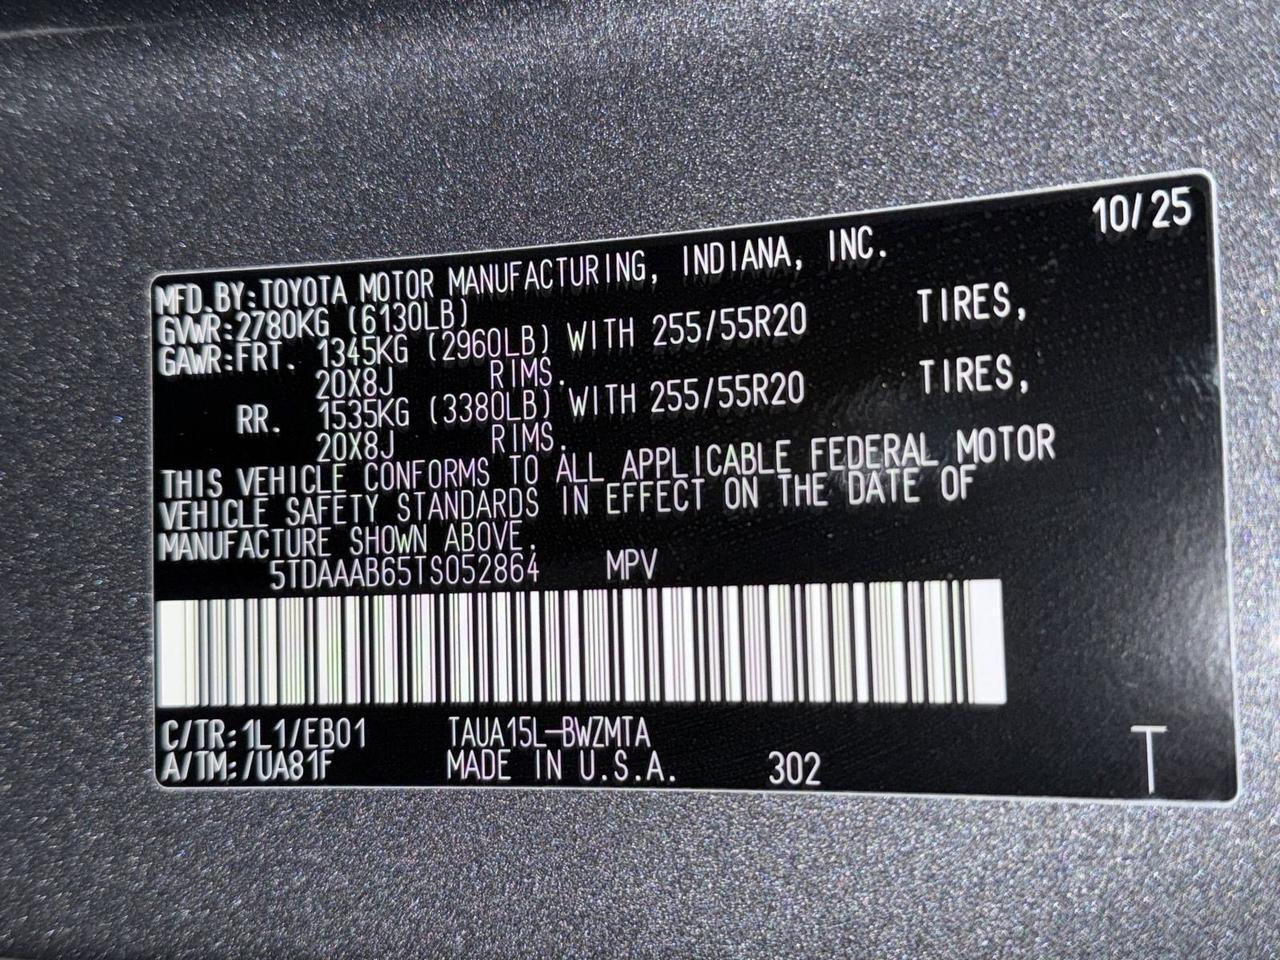 10/25
MFD.BY:TOYOTA MOTOR MANUFACTURING, INDIANA, INC.
GVWR:2780KG (6130LB)
GAWR:FRT. 1345KG (2960LB) WITH 255/55R20 TIRES,
20X8J RIMS.
RR. 1535KG (3380LB) WITH 255/55R20 TIRES,
20X8J RIMS.
THIS VEHICLE CONFORMS TO ALL APPLICABLE FEDERAL MOTOR
VEHICLE SAFETY STANDARDS IN EFFECT ON THE DATE OF
MANUFACTURE SHOWN ABOVE.
5TDAAAB65TS052864 MPV
C/TR:1L1/EB01 TAUA15L-BWZMTA
A/TM:/UA81F MADE IN U.S.A. 302 T